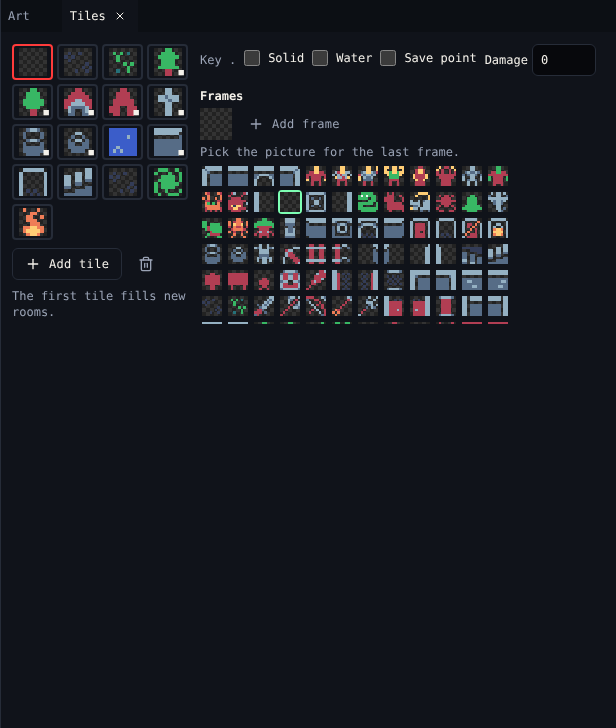 Art
Tiles
Key . Solid Water Save point Damage 0
Frames
Add frame
Pick the picture for the last frame.
Add tile
The first tile fills new
rooms.